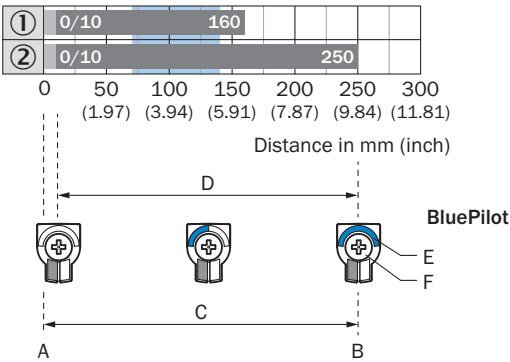 ① 0/10 160
② 0/10 250
0 50 100 150 200 250 300
(1.97) (3.94) (5.91) (7.87) (9.84) (11.81)
Distance in mm (inch)
D
BluePilot
E
F
C
A B